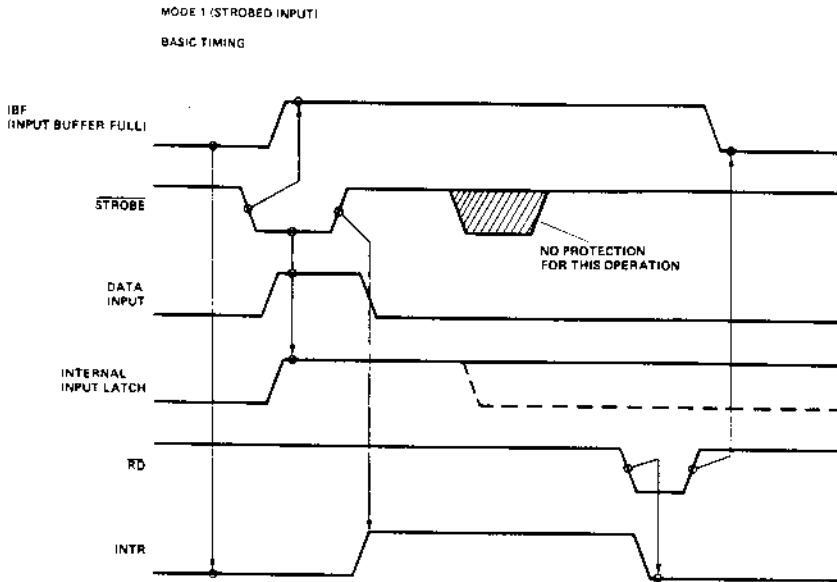 MODE 1 (STROBED INPUT)
BASIC TIMING
IBF
(INPUT BUFFER FULL)
STROBE
NO PROTECTION
FOR THIS OPERATION
DATA
INPUT
INTERNAL
INPUT LATCH
RD
INTR